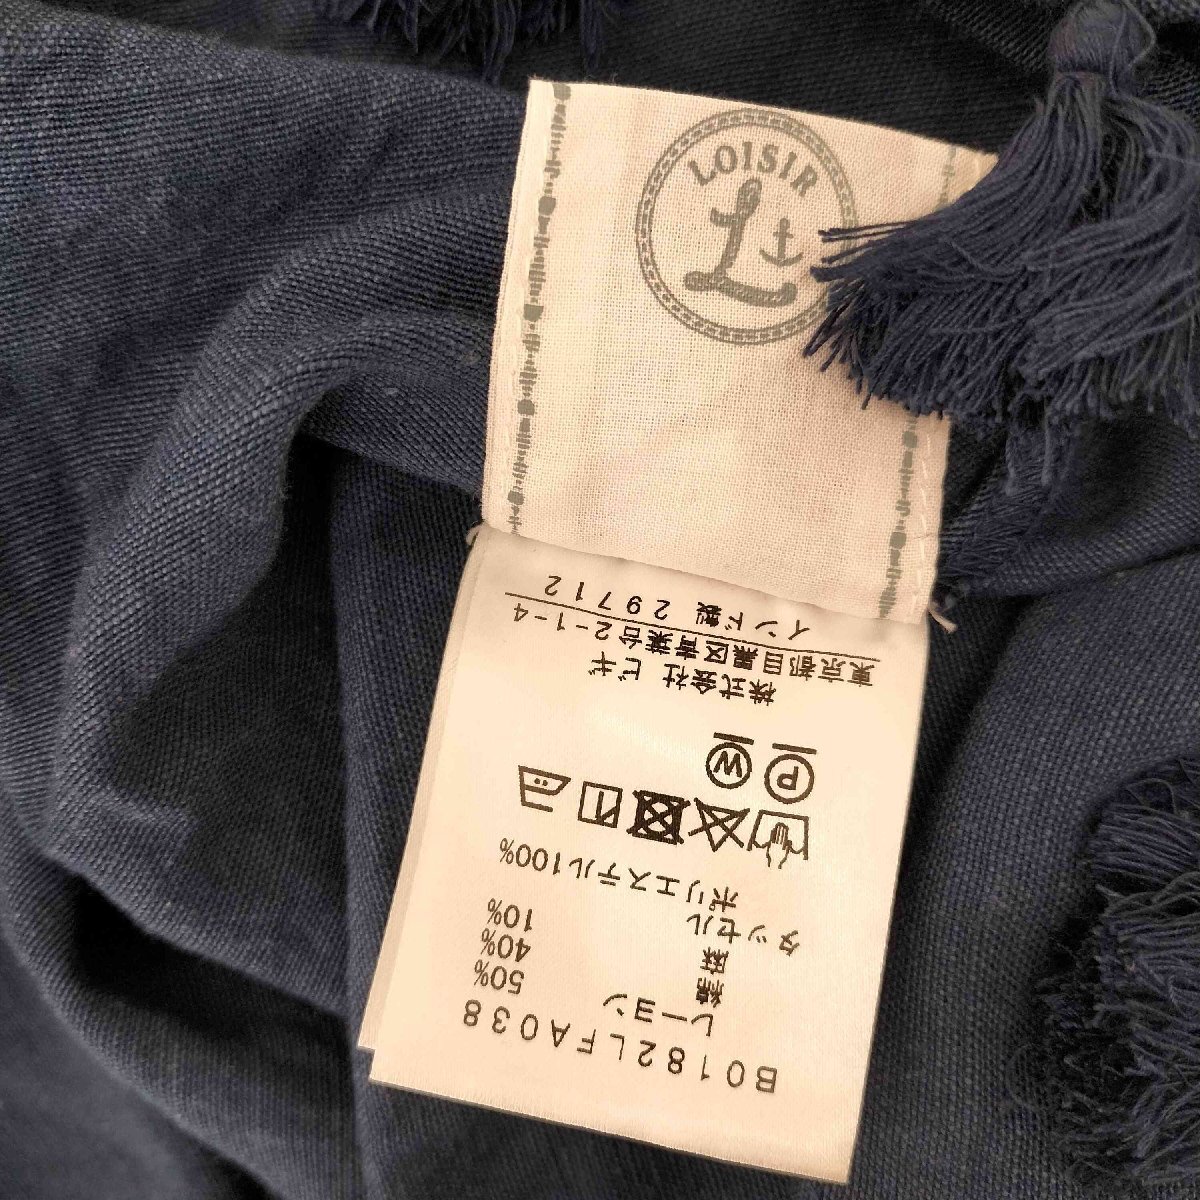 LOISIR
L
B0182LFA038
レーヨン 50%
綿 40%
麻 10%
タッセル
ポリエステル100%
P
W
株式会社 ビギ
東京都目黒区青葉台2-1-4
インド製 29712